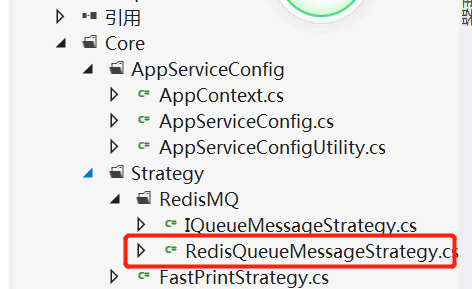 引用
Core
AppServiceConfig
AppContext.cs
AppServiceConfig.cs
AppServiceConfigUtility.cs
Strategy
RedisMQ
IQueueMessageStrategy.cs
RedisQueueMessageStrategy.cs
FastPrintStrategy.cs